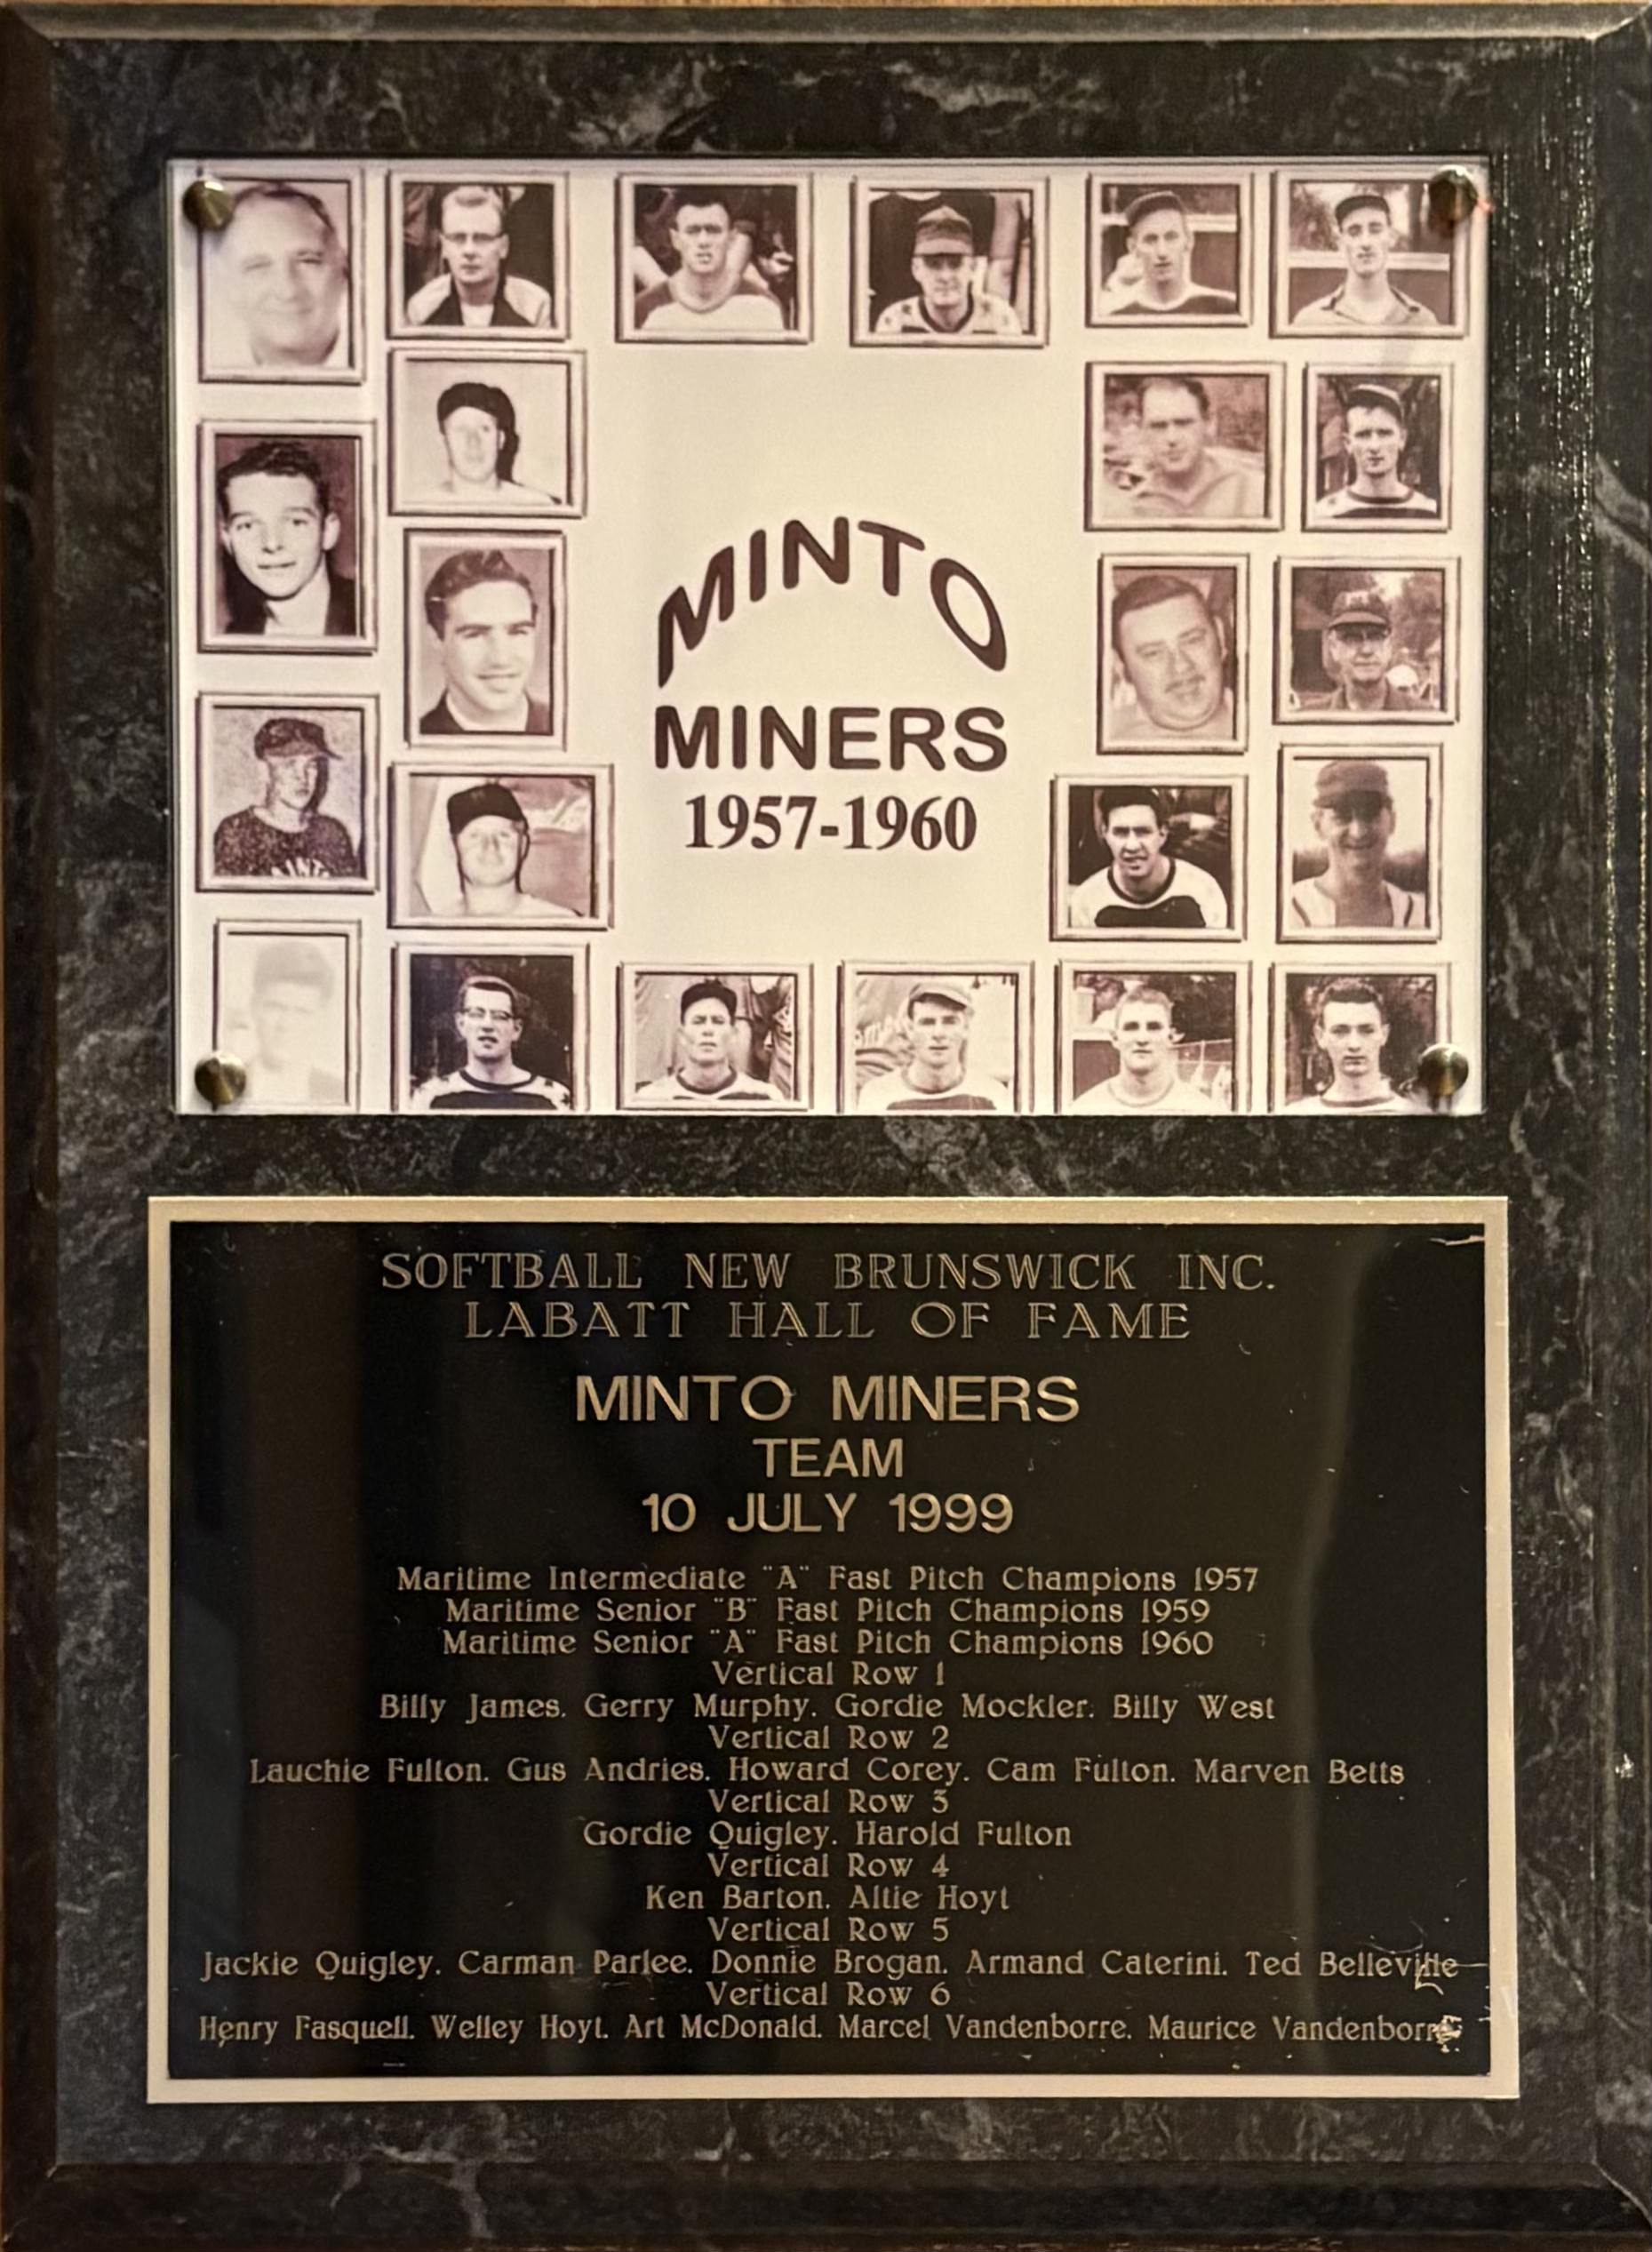 MINTO
MINERS
1957-1960
SOFTBALL NEW BRUNSWICK INC.
LABATT HALL OF FAME
MINTO MINERS
TEAM
10 JULY 1999
Maritime Intermediate "A" Fast Pitch Champions 1957
Maritime Senior "B" Fast Pitch Champions 1959
Maritime Senior "A" Fast Pitch Champions 1960
Vertical Row 1
Billy James, Gerry Murphy, Gordie Mockler, Billy West
Vertical Row 2
Lauchie Fulton, Gus Andries, Howard Corey, Cam Fulton, Marven Betts
Vertical Row 3
Gordie Quigley, Harold Fulton
Vertical Row 4
Ken Barton, Altie Hoyt
Vertical Row 5
Jackie Quigley, Carman Parlee, Donnie Brogan, Armand Caterini, Ted Belleville
Vertical Row 6
Henry Fasquell, Welley Hoyt, Art McDonald, Marcel Vandenborre, Maurice Vandenborre